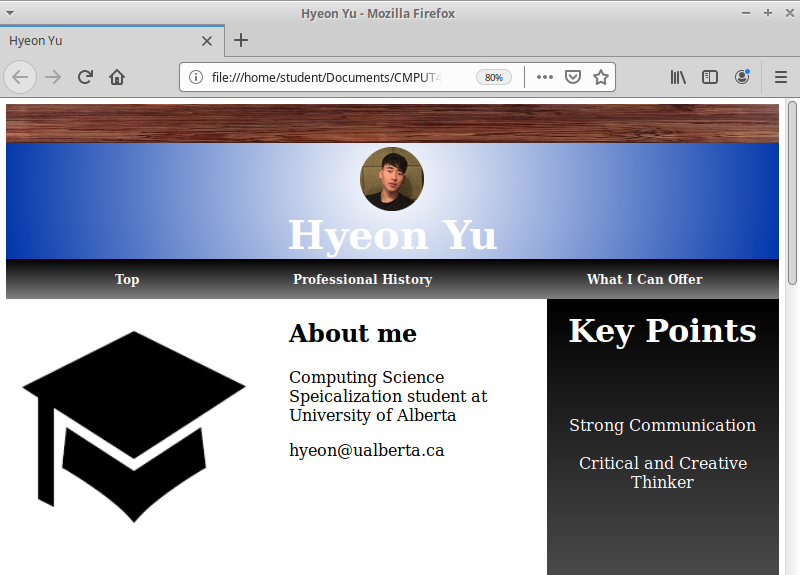 Hyeon Yu - Mozilla Firefox
Hyeon Yu
file:///home/student/Documents/CMPUT
80%
Hyeon Yu
Top
Professional History
What I Can Offer
About me
Computing Science
Speicalization student at
University of Alberta
hyeon@ualberta.ca
Key Points
Strong Communication
Critical and Creative
Thinker